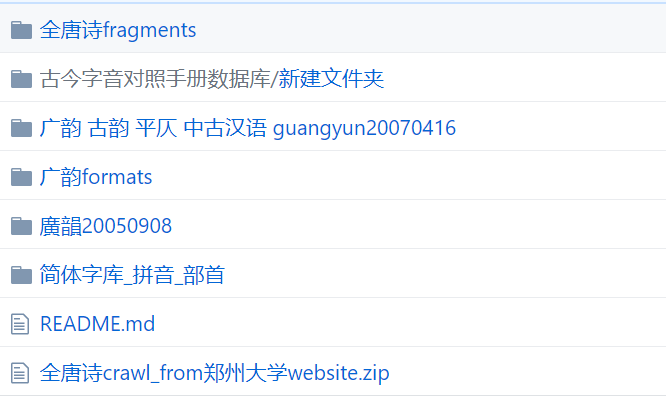 全唐诗fragments
古今字音对照手册数据库/新建文件夹
广韵 古韵 平仄 中古汉语 guangyun20070416
广韵formats
廣韻20050908
简体字库_拼音_部首
README.md
全唐诗crawl_from郑州大学website.zip